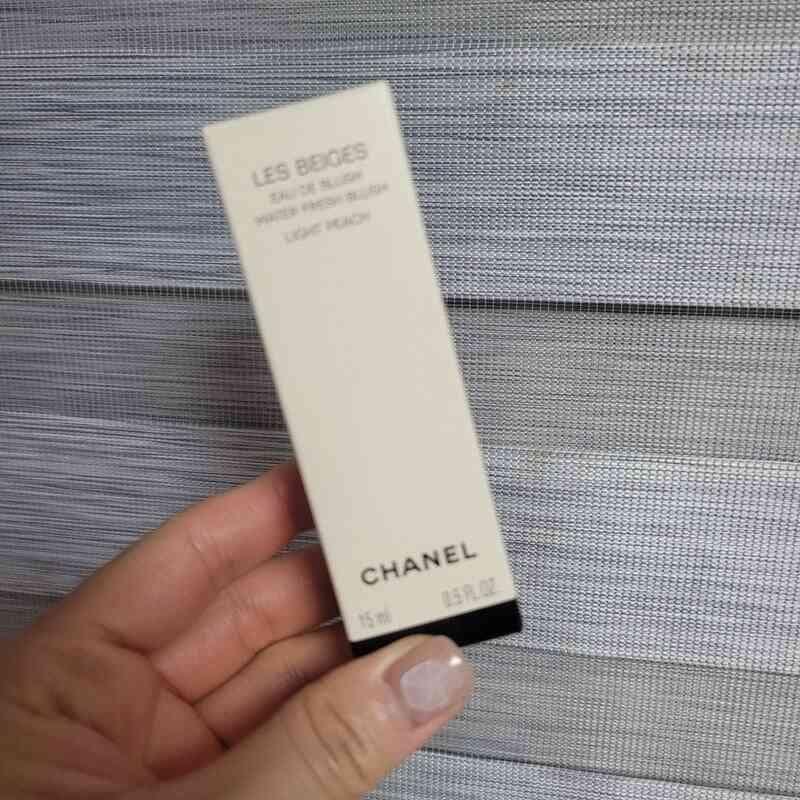 LES BEIGES
EAU DE BLUSH
WATER FRESH BLUSH
LIGHT PEACH
CHANEL
15 ml 0.5 FL.OZ.